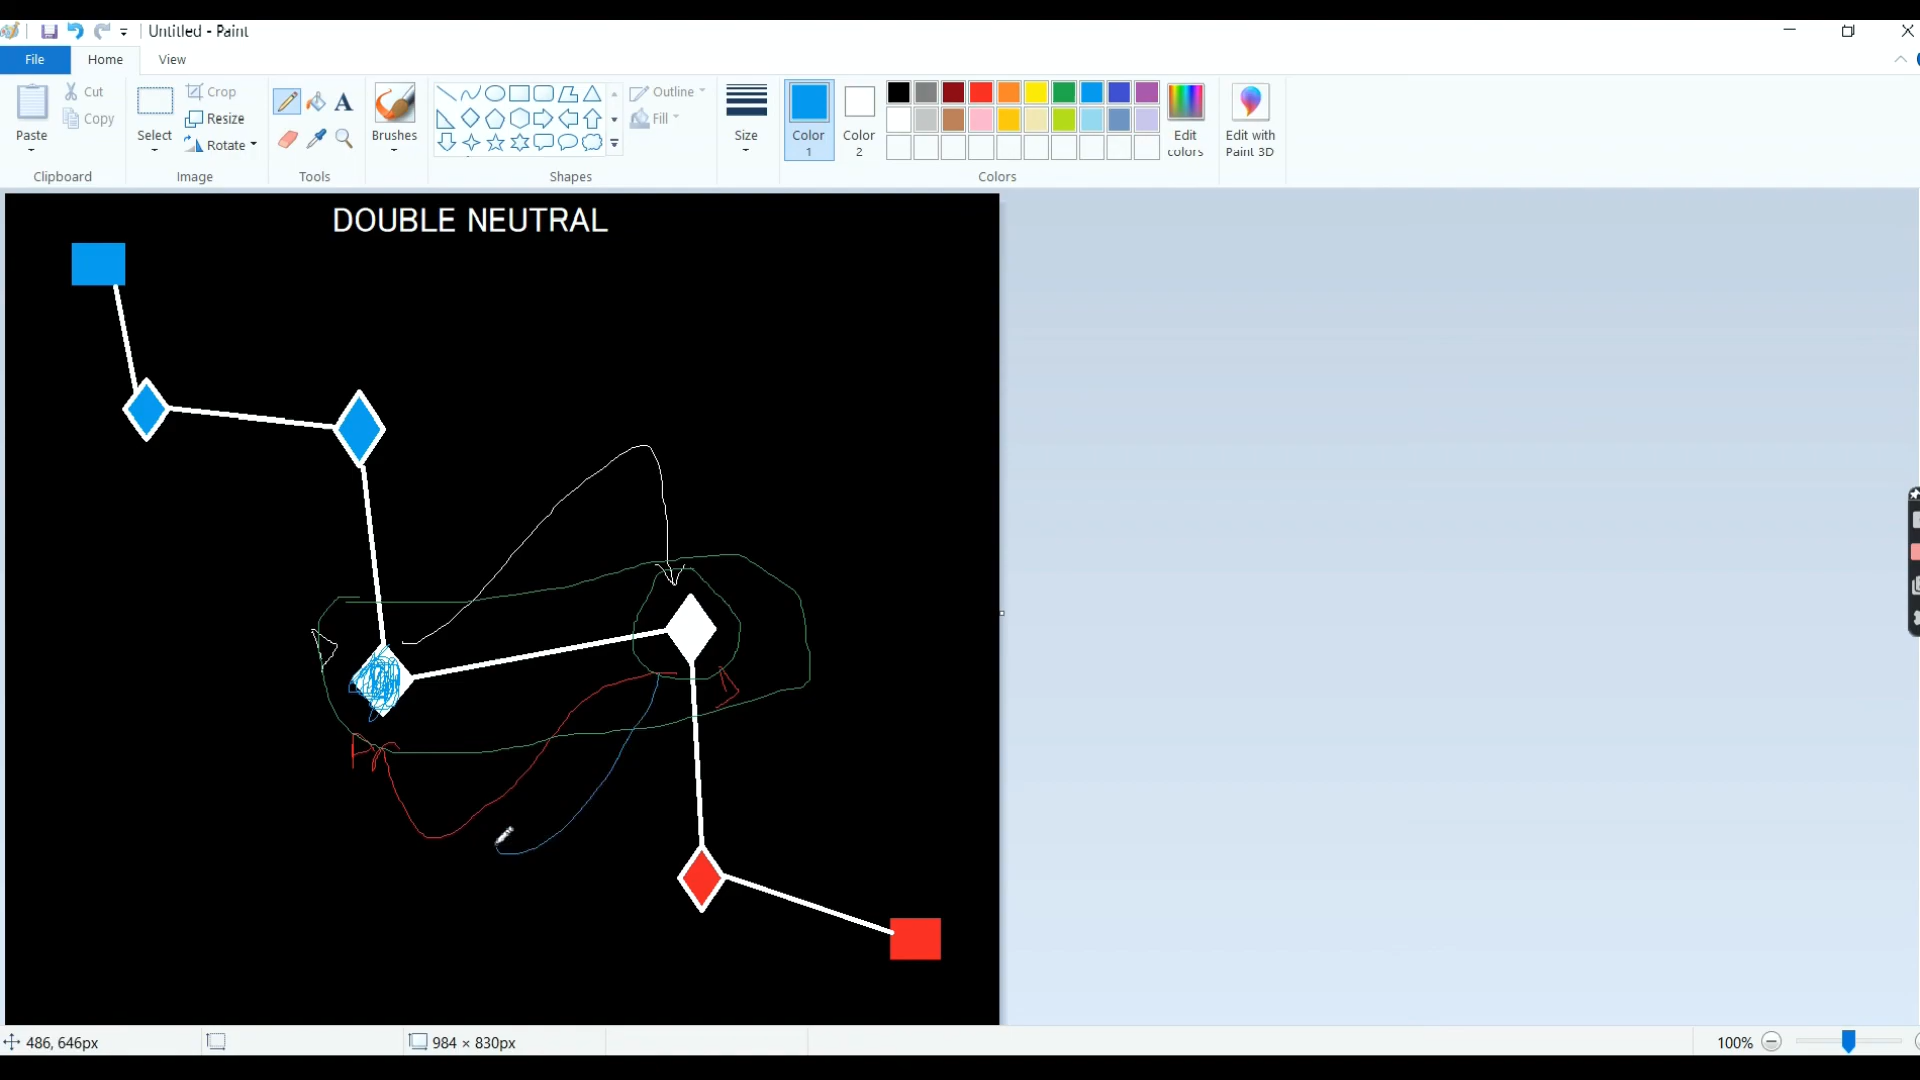 Untitled - Paint
File Home View
Paste
Cut
Copy
Clipboard
Select
Crop
Resize
Rotate
Image
A
Tools
Brushes
Shapes
Outline
Fill
Size
Color 1
Color 2
Colors
Edit colors
Edit with Paint 3D
DOUBLE NEUTRAL
486, 646px
984 × 830px
100%